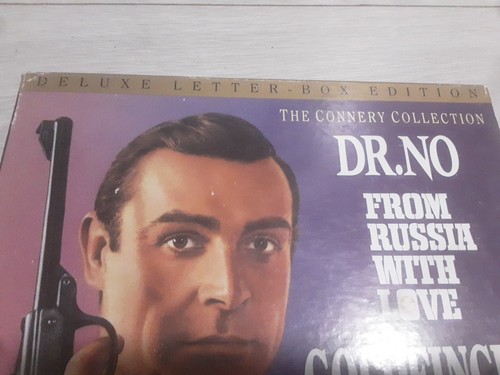 DELUXE LETTER-BOX EDITION
THE CONNERY COLLECTION
DR.NO
FROM
RUSSIA
WITH
LOVE